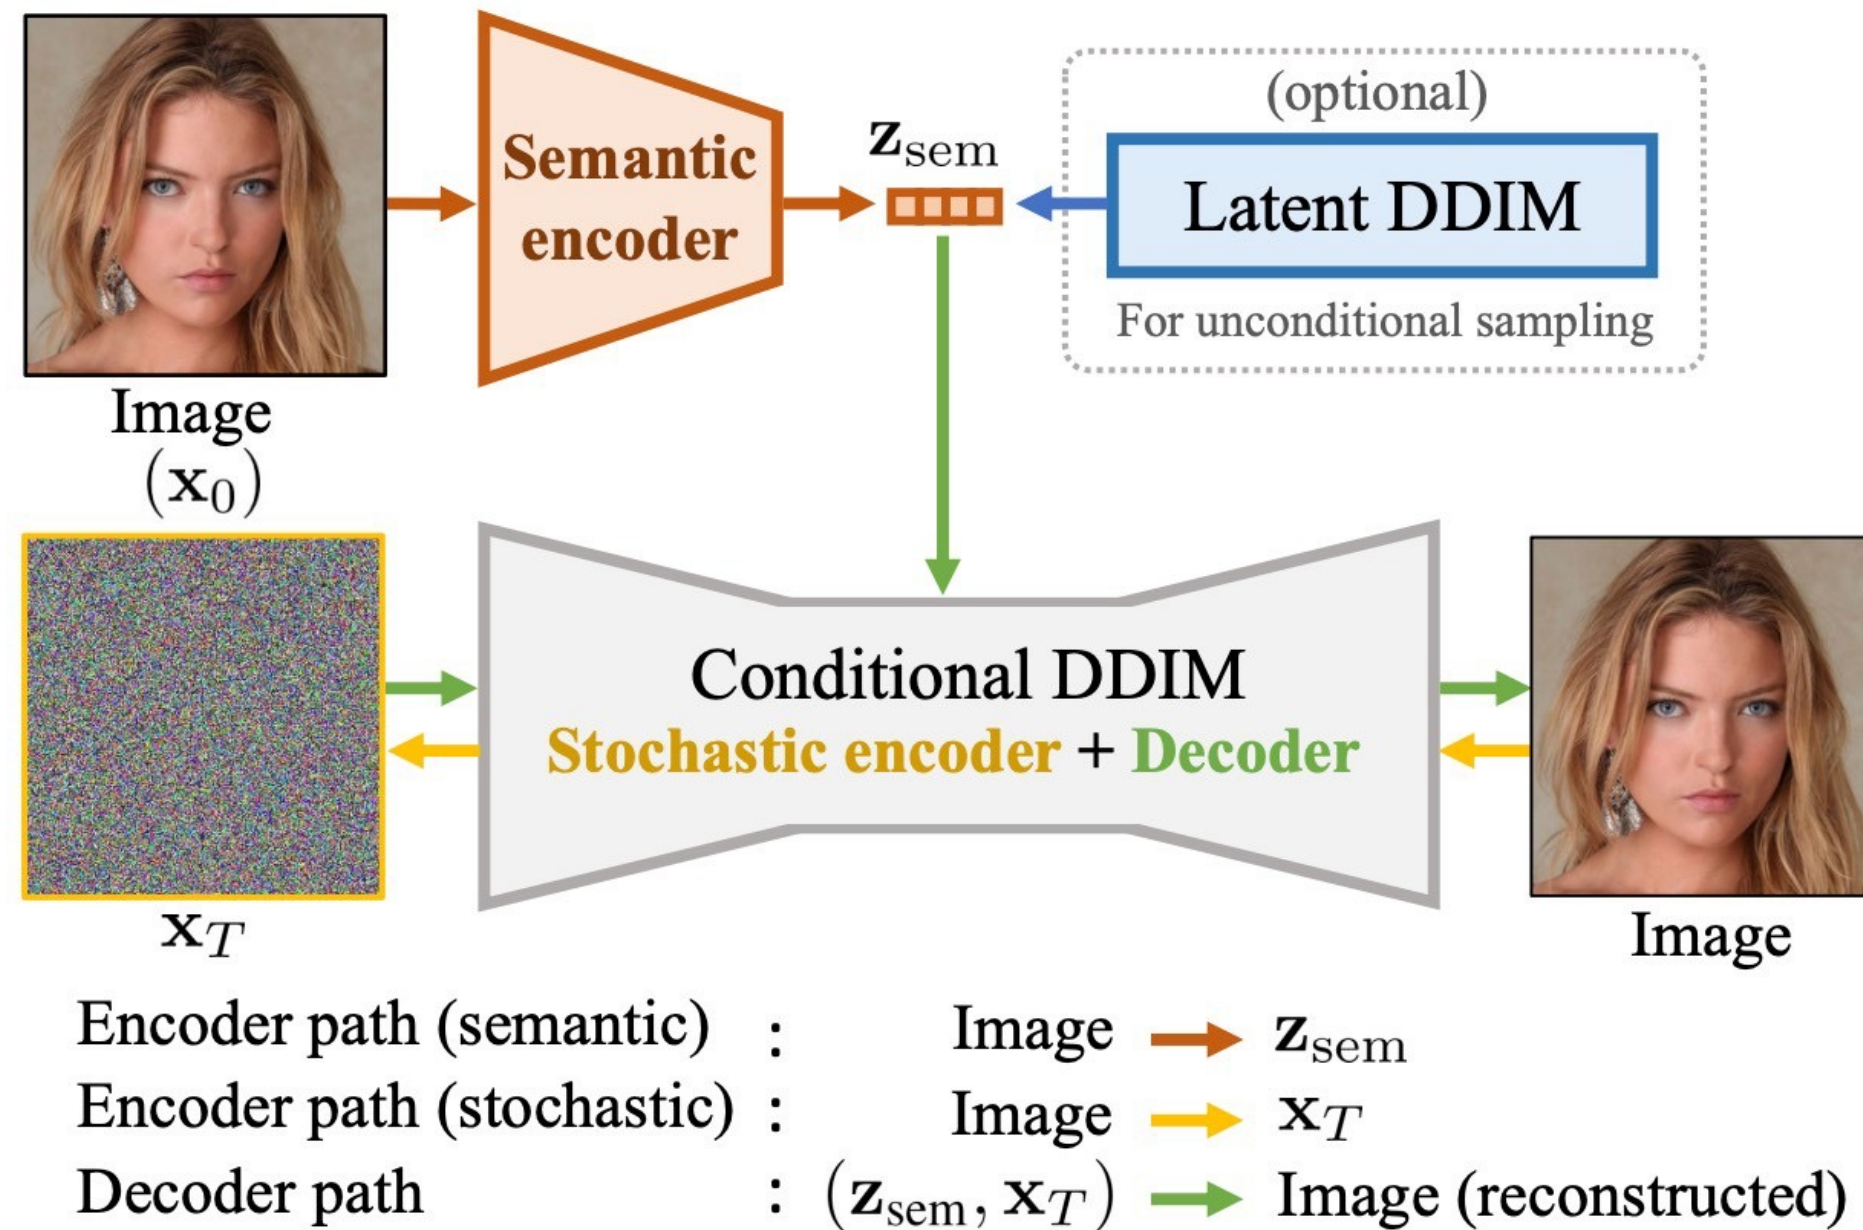 (optional)
Semantic
encoder
z_sem
Latent DDIM
For unconditional sampling
Image
(x_0)
Conditional DDIM
Stochastic encoder + Decoder
x_T
Image
Encoder path (semantic) : Image → z_sem
Encoder path (stochastic) : Image → x_T
Decoder path : (z_sem, x_T) → Image (reconstructed)